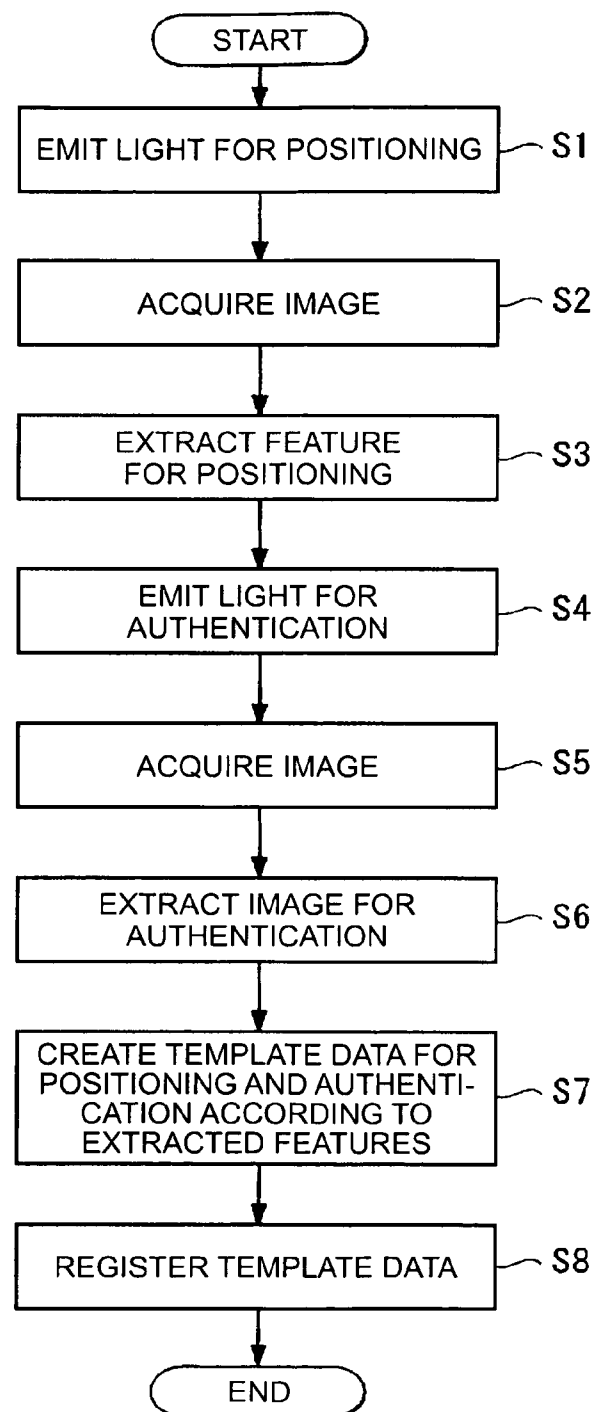 START
EMIT LIGHT FOR POSITIONING
S1
ACQUIRE IMAGE
S2
EXTRACT FEATURE
FOR POSITIONING
S3
EMIT LIGHT FOR
AUTHENTICATION
S4
ACQUIRE IMAGE
S5
EXTRACT IMAGE FOR
AUTHENTICATION
S6
CREATE TEMPLATE DATA FOR
POSITIONING AND AUTHENTI-
CATION ACCORDING TO
EXTRACTED FEATURES
S7
REGISTER TEMPLATE DATA
S8
END